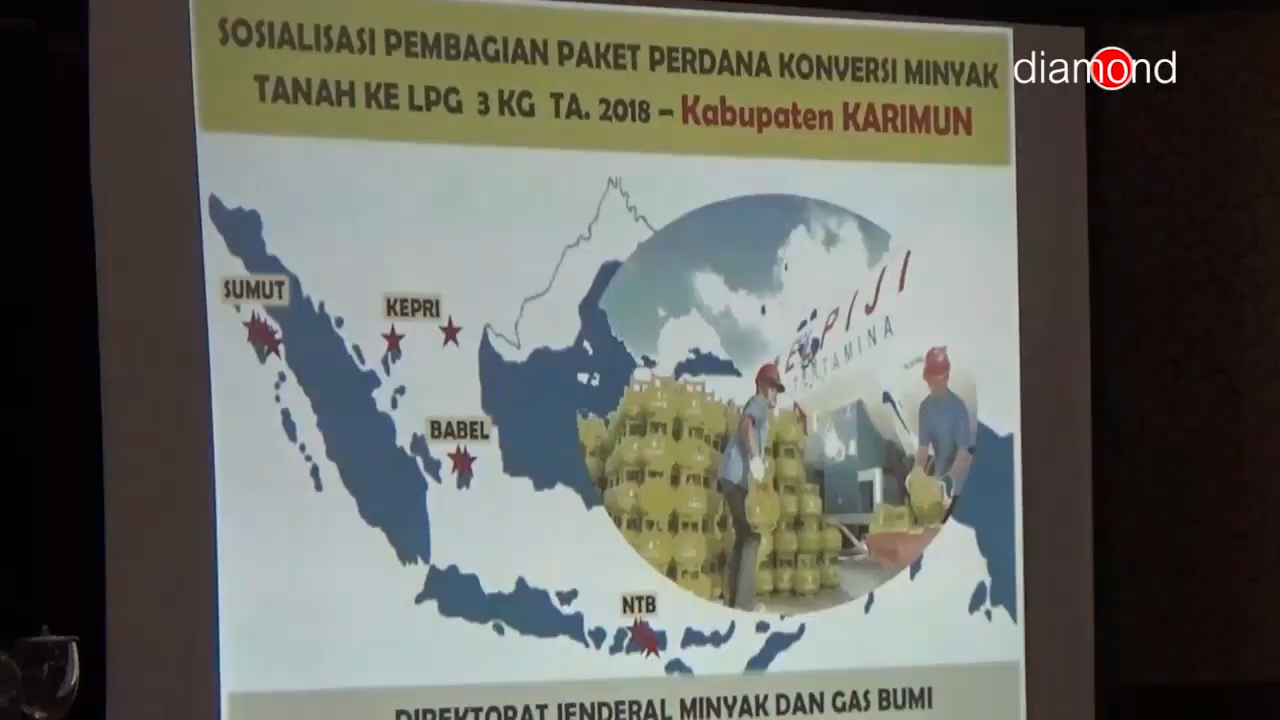 SOSIALISASI PEMBAGIAN PAKET PERDANA KONVERSI MINYAK
TANAH KE LPG 3 KG TA. 2018 – Kabupaten KARIMUN
diamond
SUMUT
KEPRI
ELPIJI
PERTAMINA
BABEL
NTB
DIREKTORAT JENDERAL MINYAK DAN GAS BUMI